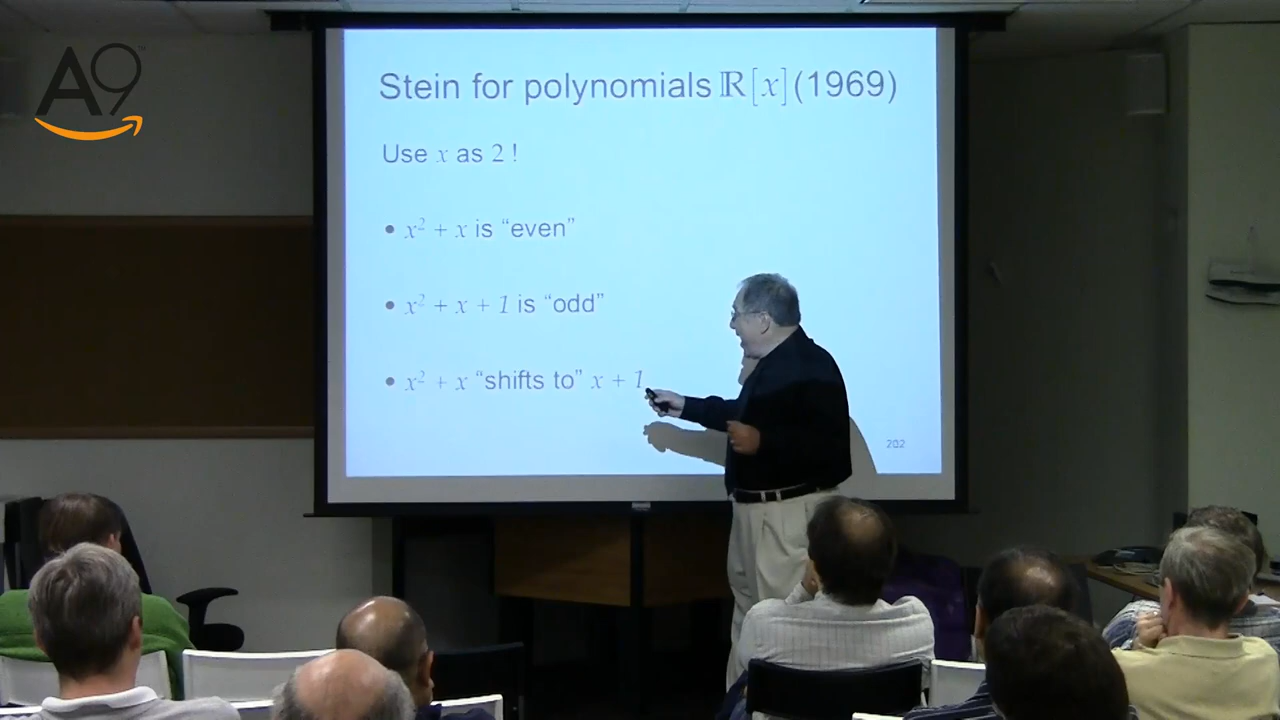 A9
Stein for polynomials ℝ[x](1969)
Use x as 2 !
• x² + x is “even”
• x² + x + 1 is “odd”
• x² + x “shifts to” x + 1
202